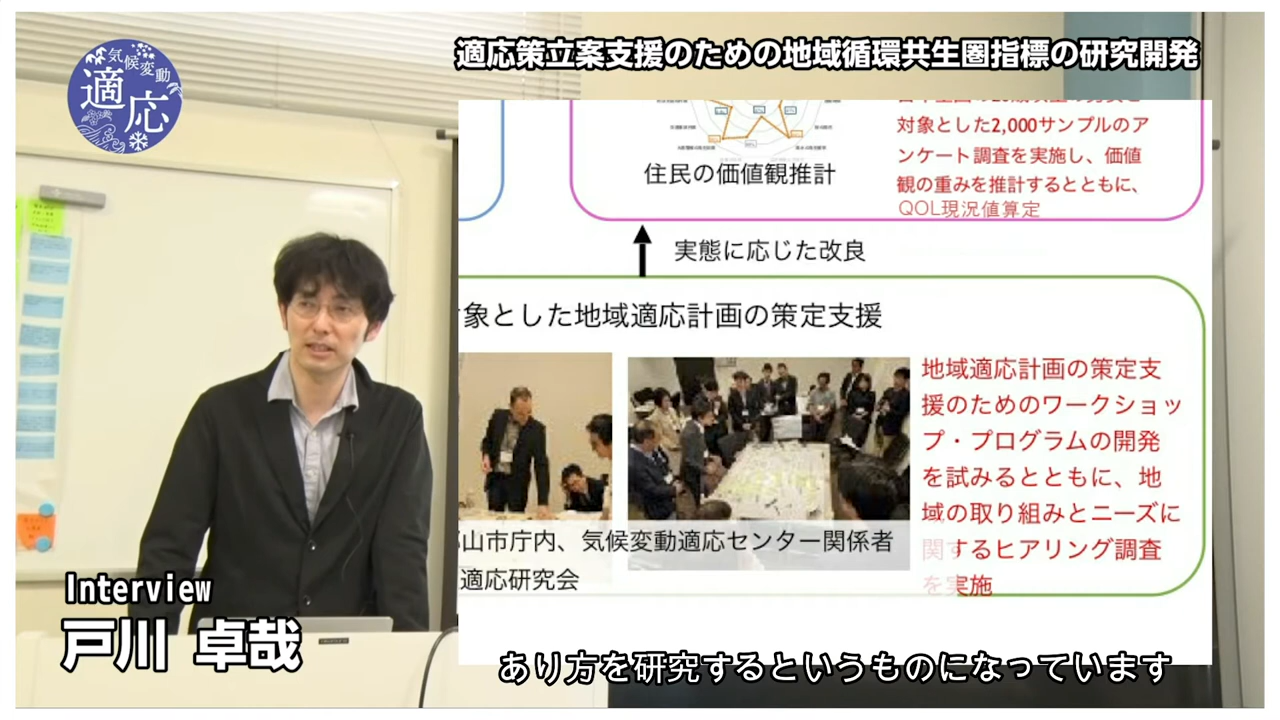 適応策立案支援のための地域循環共生圏指標の研究開発
気候変動
適応
対象とした2,000サンプルのア
ンケート調査を実施し、価値
観の重みを推計するとともに、
QOL現況値算定
住民の価値観推計
実態に応じた改良
象とした地域適応計画の策定支援
地域適応計画の策定支
援のためのワークショッ
プ・プログラムの開発
を試みるとともに、地
域の取り組みとニーズに
関するヒアリング調査
を実施
山市庁内、気候変動適応センター関係者
適応研究会
Interview
戸川 卓哉
あり方を研究するというものになっています